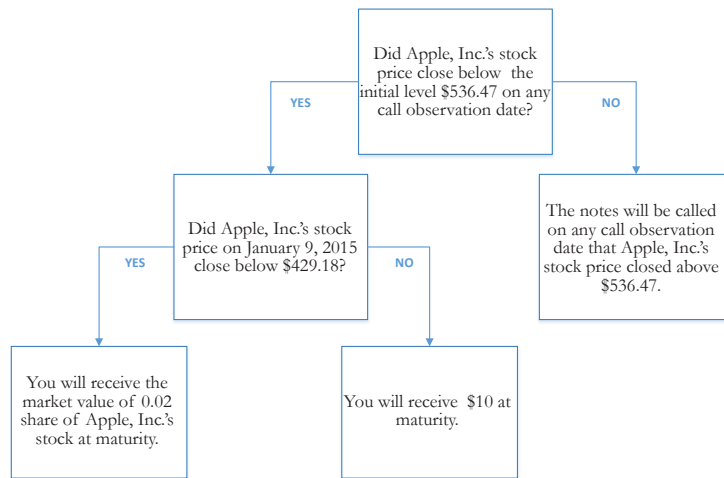 Did Apple, Inc.'s stock
price close below the
initial level $536.47 on any
call observation date?
YES
NO
Did Apple, Inc.'s stock
price on January 9, 2015
close below $429.18?
The notes will be called
on any call observation
date that Apple, Inc.'s
stock price closed above
$536.47.
YES
NO
You will receive the
market value of 0.02
share of Apple, Inc.'s
stock at maturity.
You will receive $10 at
maturity.